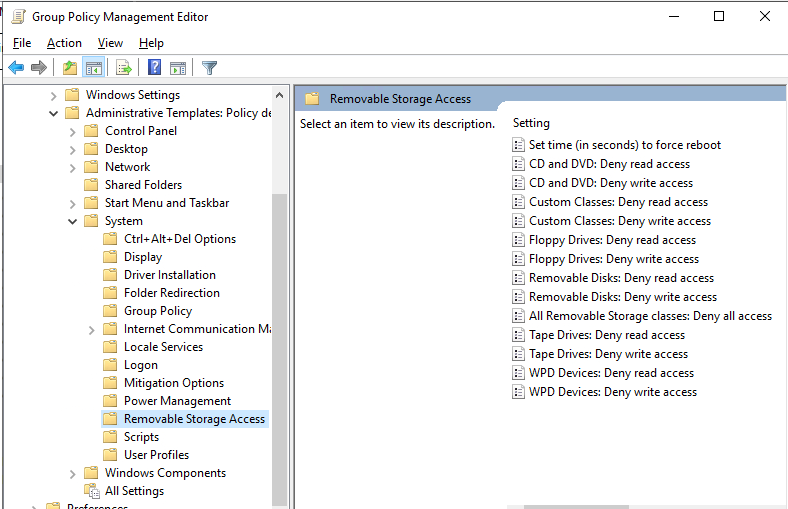 Group Policy Management Editor
File Action View Help
Windows Settings
Administrative Templates: Policy de
Control Panel
Desktop
Network
Shared Folders
Start Menu and Taskbar
System
Ctrl+Alt+Del Options
Display
Driver Installation
Folder Redirection
Group Policy
Internet Communication Ma
Locale Services
Logon
Mitigation Options
Power Management
Removable Storage Access
Scripts
User Profiles
Windows Components
All Settings
Preferences
Removable Storage Access
Select an item to view its description.
Setting
Set time (in seconds) to force reboot
CD and DVD: Deny read access
CD and DVD: Deny write access
Custom Classes: Deny read access
Custom Classes: Deny write access
Floppy Drives: Deny read access
Floppy Drives: Deny write access
Removable Disks: Deny read access
Removable Disks: Deny write access
All Removable Storage classes: Deny all access
Tape Drives: Deny read access
Tape Drives: Deny write access
WPD Devices: Deny read access
WPD Devices: Deny write access